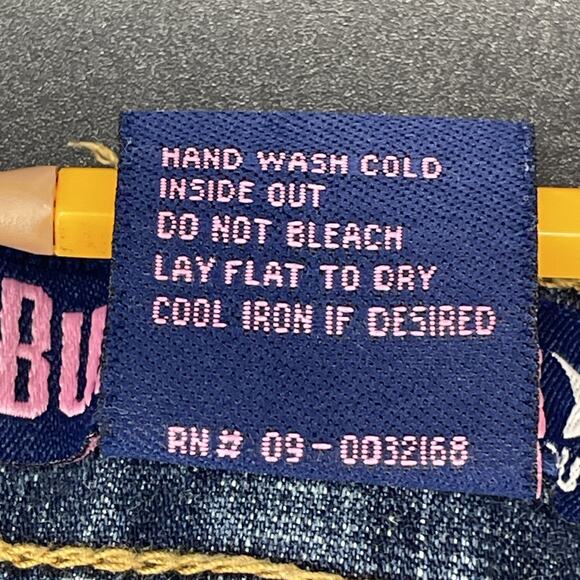 HAND WASH COLD
INSIDE OUT
DO NOT BLEACH
LAY FLAT TO DRY
COOL IRON IF DESIRED
RN# 09-0032168
BU